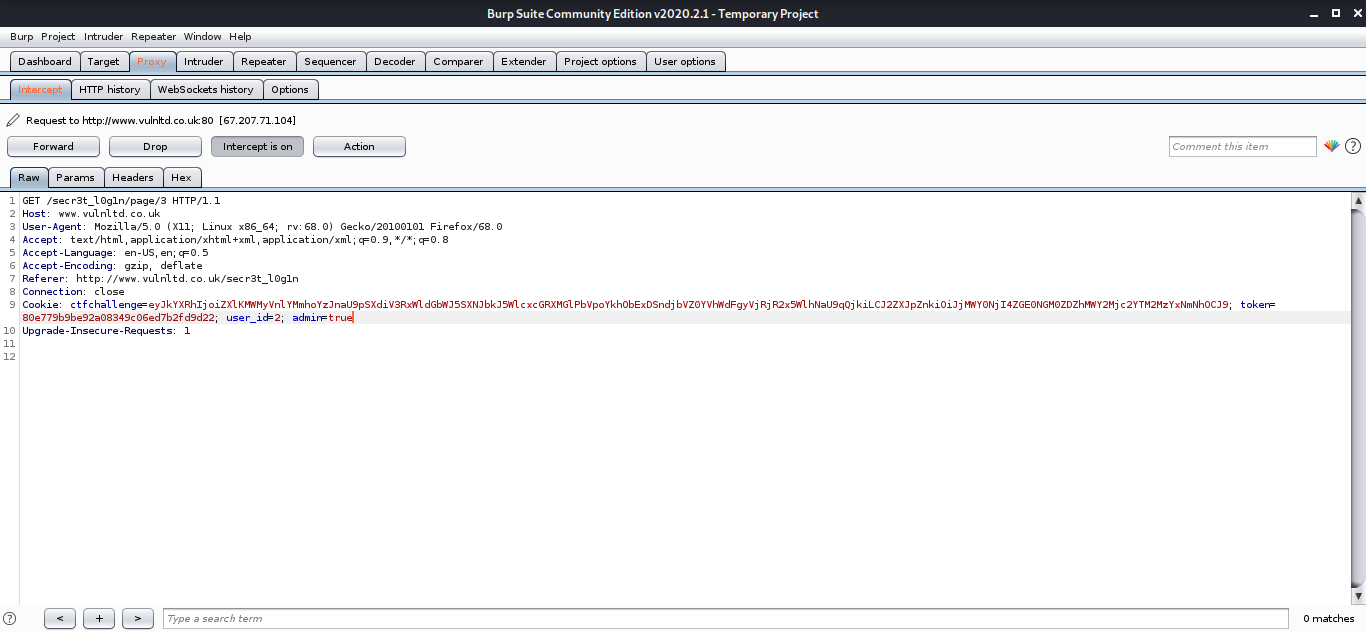 Burp Suite Community Edition v2020.2.1 - Temporary Project
Burp Project Intruder Repeater Window Help
Dashboard Target Proxy Intruder Repeater Sequencer Decoder Comparer Extender Project options User options
Intercept HTTP history WebSockets history Options
Request to http://www.vulnltd.co.uk:80 [67.207.71.104]
Forward Drop Intercept is on Action Comment this item ?
Raw Params Headers Hex
1 GET /secr3t_l0g1n/page/3 HTTP/1.1
2 Host: www.vulnltd.co.uk
3 User-Agent: Mozilla/5.0 (X11; Linux x86_64; rv:68.0) Gecko/20100101 Firefox/68.0
4 Accept: text/html,application/xhtml+xml,application/xml;q=0.9,*/*;q=0.8
5 Accept-Language: en-US,en;q=0.5
6 Accept-Encoding: gzip, deflate
7 Referer: http://www.vulnltd.co.uk/secr3t_l0g1n
8 Connection: close
9 Cookie: ctfchallenge= token=
80e779b9be92a08349c06ed7b2fd9d22; user_id=2; admin=true
10 Upgrade-Insecure-Requests: 1
11
12
? < + > Type a search term 0 matches